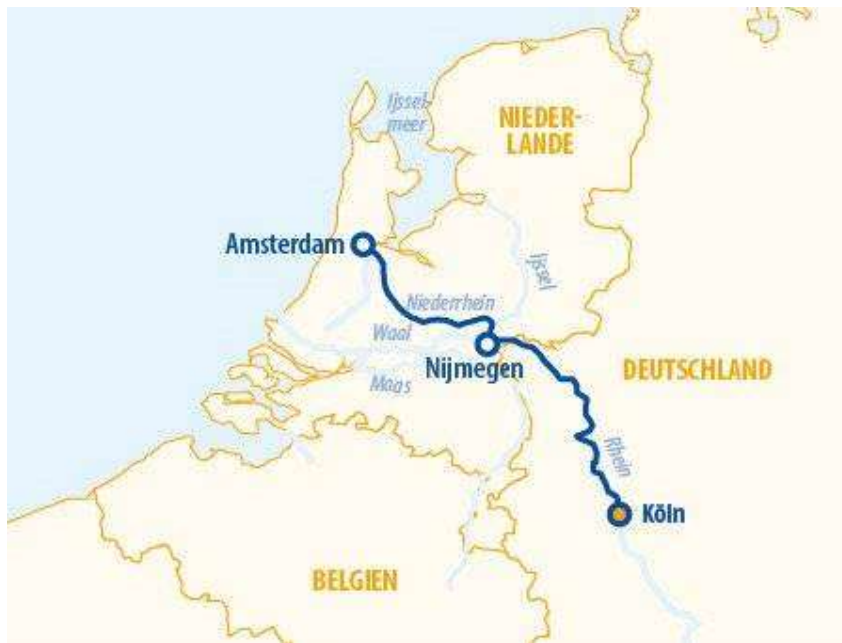 Ijssel-
meer
NIEDER-
LANDE
Amsterdam
Ijssel
Niederrhein
Waal
Nijmegen
Maas
DEUTSCHLAND
Rhein
Köln
BELGIEN